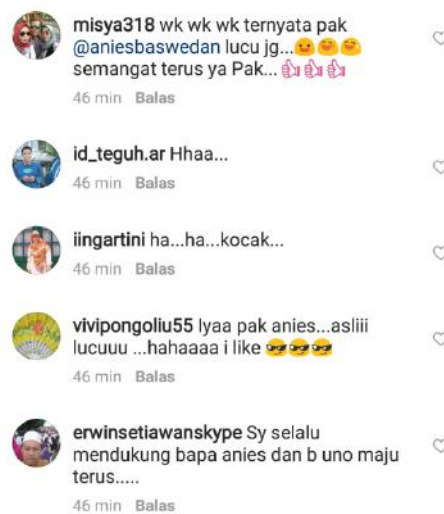 misya318 wk wk wk ternyata pak
@aniesbaswedan lucu jg...😃😄😄
semangat terus ya Pak... 👍👍👍
46 min Balas
id_teguh.ar Hhaa...
46 min Balas
iingartini ha...ha...kocak...
46 min Balas
vivipongoliu55 Iyaa pak anies...asliii
lucuuu ...hahaaaa i like 😎😎😎
46 min Balas
erwinsetiawanskype Sy selalu
mendukung bapa anies dan b uno maju
terus.....
46 min Balas